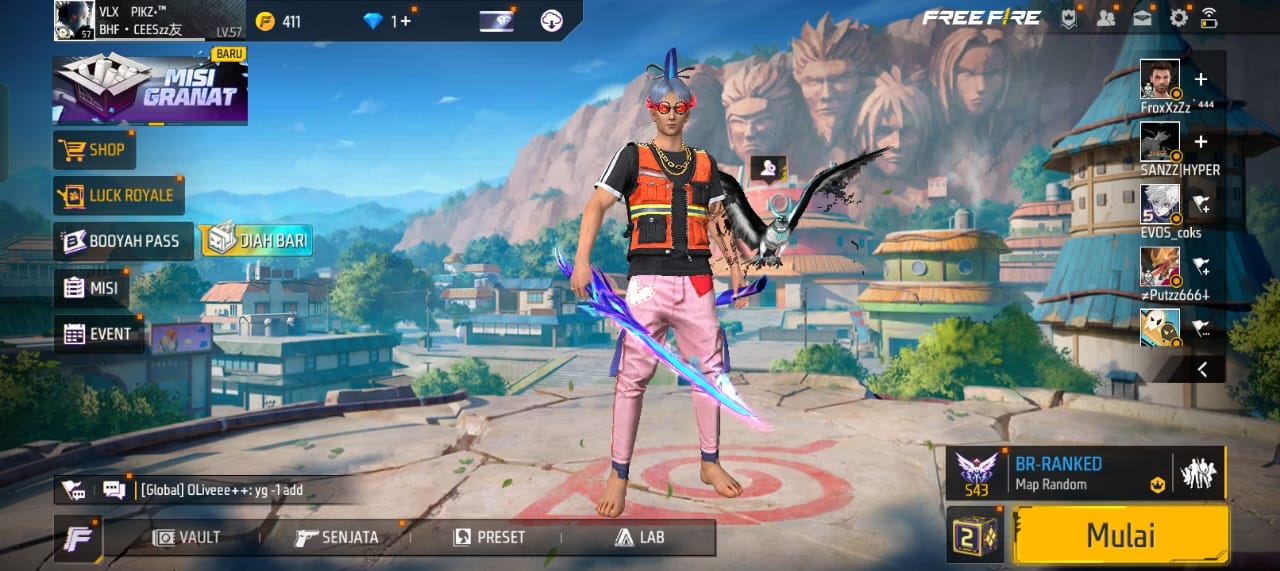 VLX PIKZ.™
BHF • CEESzz友
LV.57
57
411
1+
FREE FIRE
BARU
MISI
GRANAT
SHOP
LUCK ROYALE
BOOYAH PASS
DIAH BARI
MISI
EVENT
FroxXzZz ⁴⁴⁴
SANZZ|HYPER
EVOS_coks
≠Putzz666⸸
[Global] OLiveee++: yg -1 add
VAULT
SENJATA
PRESET
LAB
S43
BR-RANKED
Map Random
2
Mulai